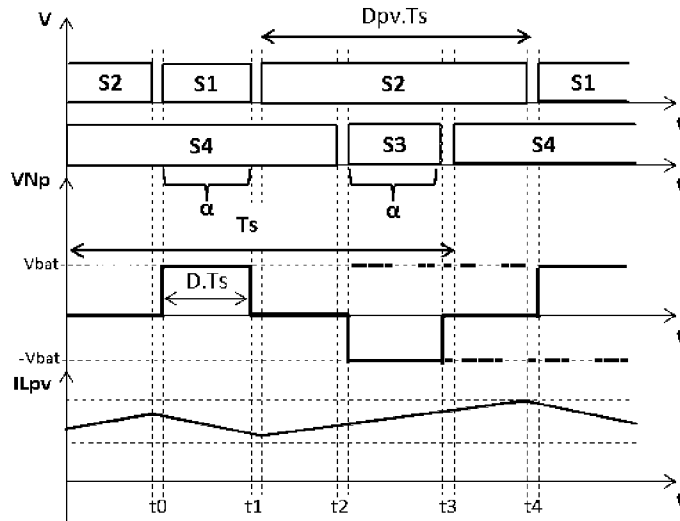 V
Dpv.Ts
S2 S1 S2 S1
t
S4 S3 S4
t
VNp
α α
Ts
Vbat
D.Ts
t
-Vbat
ILpv
t0 t1 t2 t3 t4 t